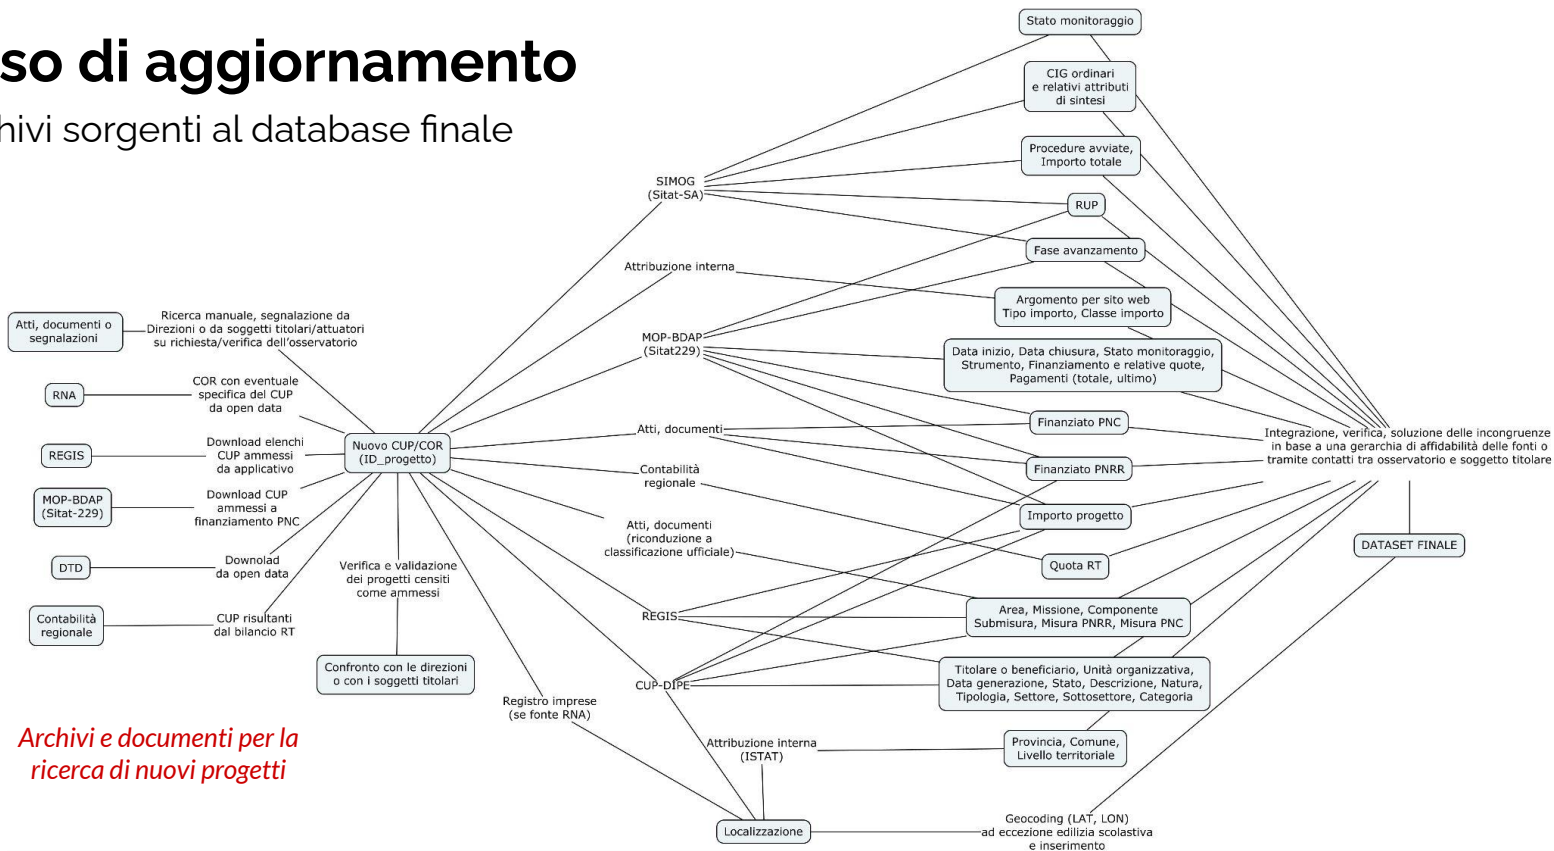 so di aggiornamento
hivi sorgenti al database finale
Atti, documenti o
segnalazioni
Ricerca manuale, segnalazione da
Direzioni o da soggetti titolari/attuatori
su richiesta/verifica dell'osservatorio
RNA
COR con eventuale
specifica del CUP
da open data
REGIS
Download elenchi
CUP ammessi
da applicativo
MOP-BDAP
(Sitat-229)
Download CUP
ammessi a
finanziamento PNC
DTD
Downolad
da open data
Contabilità
regionale
CUP risultanti
dal bilancio RT
Nuovo CUP/COR
(ID_progetto)
Verifica e validazione
dei progetti censiti
come ammessi
Confronto con le direzioni
o con i soggetti titolari
Archivi e documenti per la
ricerca di nuovi progetti
SIMOG
(Sitat-SA)
Attribuzione interna
MOP-BDAP
(Sitat229)
Atti, documenti
Contabilità
regionale
Atti, documenti
(riconduzione a
classificazione ufficiale)
REGIS
CUP-DIPE
Registro imprese
(se fonte RNA)
Attribuzione interna
(ISTAT)
Localizzazione
Stato monitoraggio
CIG ordinari
e relativi attributi
di sintesi
Procedure avviate,
Importo totale
RUP
Fase avanzamento
Argomento per sito web
Tipo importo, Classe importo
Data inizio, Data chiusura, Stato monitoraggio,
Strumento, Finanziamento e relative quote,
Pagamenti (totale, ultimo)
Finanziato PNC
Finanziato PNRR
Importo progetto
Quota RT
Area, Missione, Componente
Submisura, Misura PNRR, Misura PNC
Titolare o beneficiario, Unità organizzativa,
Data generazione, Stato, Descrizione, Natura,
Tipologia, Settore, Sottosettore, Categoria
Provincia, Comune,
Livello territoriale
Geocoding (LAT, LON)
ad eccezione edilizia scolastiva
e inserimento
Integrazione, verifica, soluzione delle incongruenze
in base a una gerarchia di affidabilità delle fonti o
tramite contatti tra osservatorio e soggetto titolare
DATASET FINALE